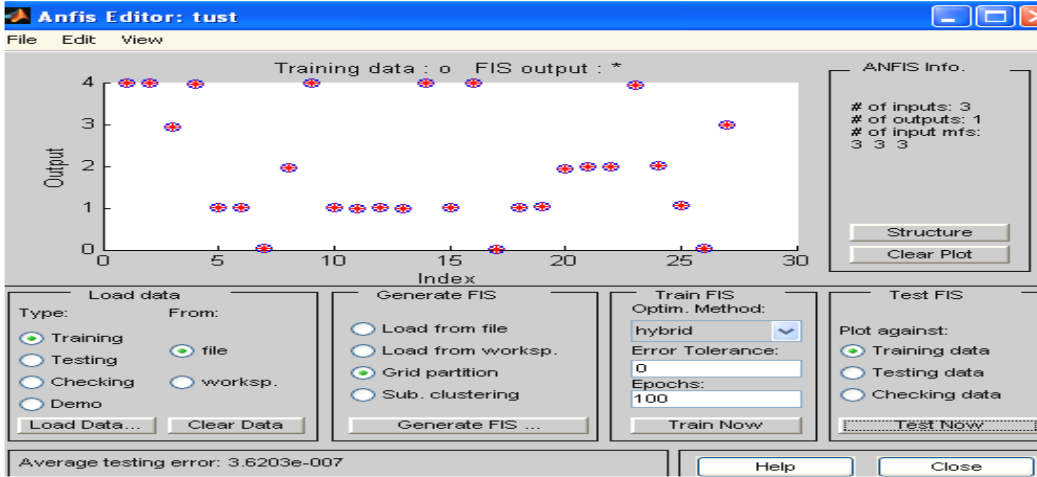 Anfis Editor: tust
File Edit View
Training data : o FIS output : *
4
3
2
1
0
Output
0 5 10 15 20 25 30
Index
ANFIS Info.
# of inputs: 3
# of outputs: 1
# of input mfs:
3 3 3
Structure
Clear Plot
Load data
Type: From:
Training
Testing
Checking
Demo
file
worksp.
Load Data... Clear Data
Generate FIS
Load from file
Load from worksp.
Grid partition
Sub. clustering
Generate FIS ...
Train FIS
Optim. Method:
hybrid
Error Tolerance:
0
Epochs:
100
Train Now
Test FIS
Plot against:
Training data
Testing data
Checking data
Test Now
Average testing error: 3.6203e-007
Help Close